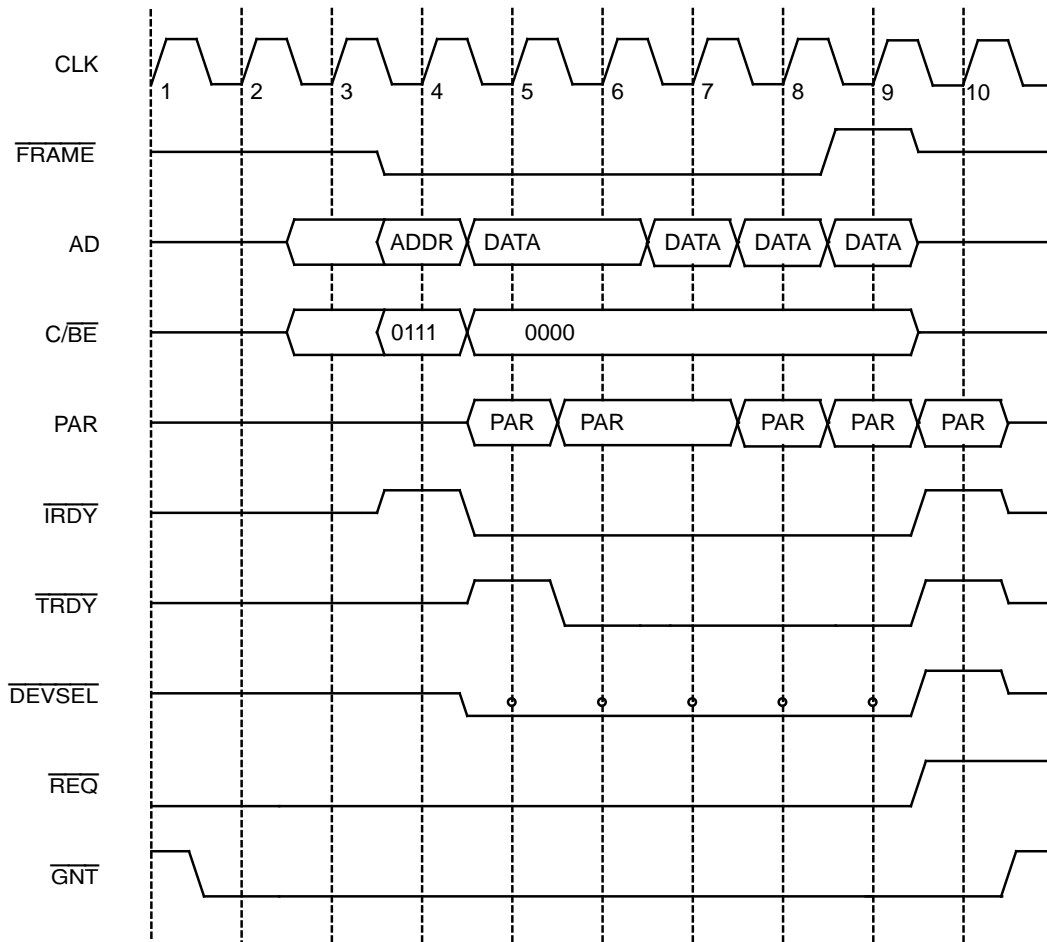 CLK
1 2 3 4 5 6 7 8 9 10
FRAME
AD ADDR DATA DATA DATA DATA
C/BE 0111 0000
PAR PAR PAR PAR PAR PAR
IRDY
TRDY
DEVSEL
REQ
GNT